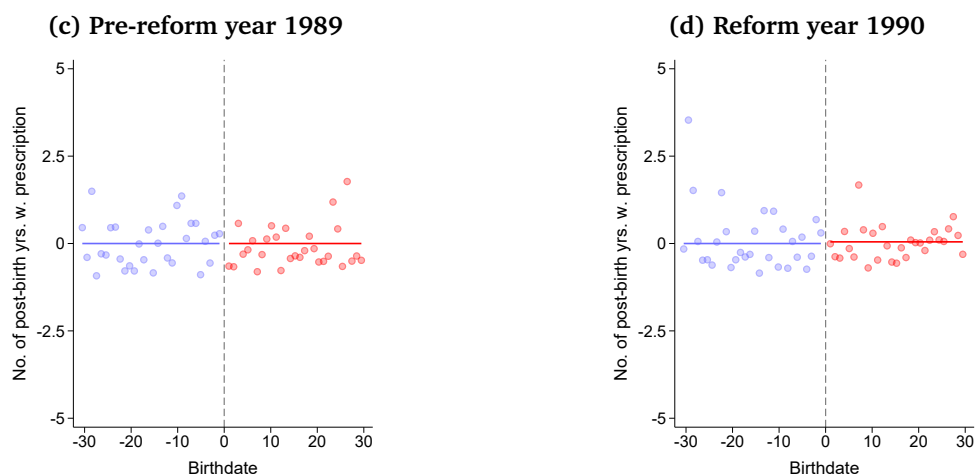 (c) Pre-reform year 1989
No. of post-birth yrs. w. prescription
5
2.5
0
-2.5
-5
-30 -20 -10 0 10 20 30
Birthdate
(d) Reform year 1990
No. of post-birth yrs. w. prescription
5
2.5
0
-2.5
-5
-30 -20 -10 0 10 20 30
Birthdate